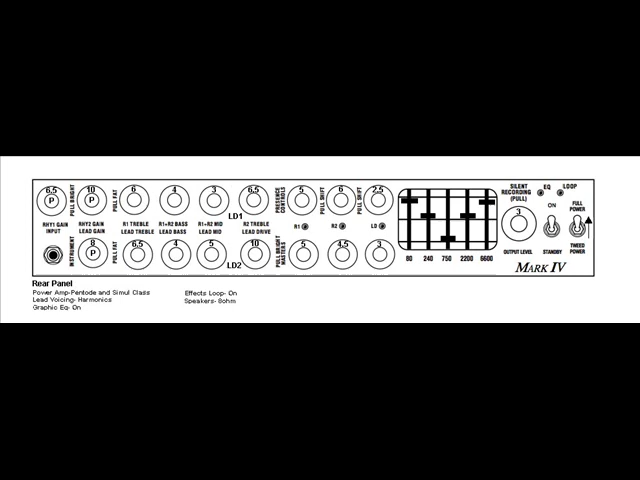 6.5 10 6 4 3 6.5 5 6 2.5
P P
PULL BRIGHT
PULL FAT
PRESENCE CONTROLS
PULL SHIFT
PULL SHIFT
LD1
SILENT RECORDING (PULL)
EQ LOOP
ON
FULL POWER
3
RHY1 GAIN INPUT
RHY2 GAIN LEAD GAIN
R1 TREBLE LEAD TREBLE
R1+R2 BASS LEAD BASS
R1+R2 MID LEAD MID
R2 TREBLE LEAD DRIVE
R1 R2 LD
INSTRUMENT
8 6.5 4 5 10 5 4.5 3
P
PULL FAT
PULL BRIGHT MASTERS
LD2
80 240 750 2200 6600
OUTPUT LEVEL
STANDBY
TWEED POWER
MARK IV
Rear Panel
Power Amp-Pentode and Simul Class
Lead Voicing- Harmonics
Graphic Eq- On
Effects Loop- On
Speakers- 8ohm